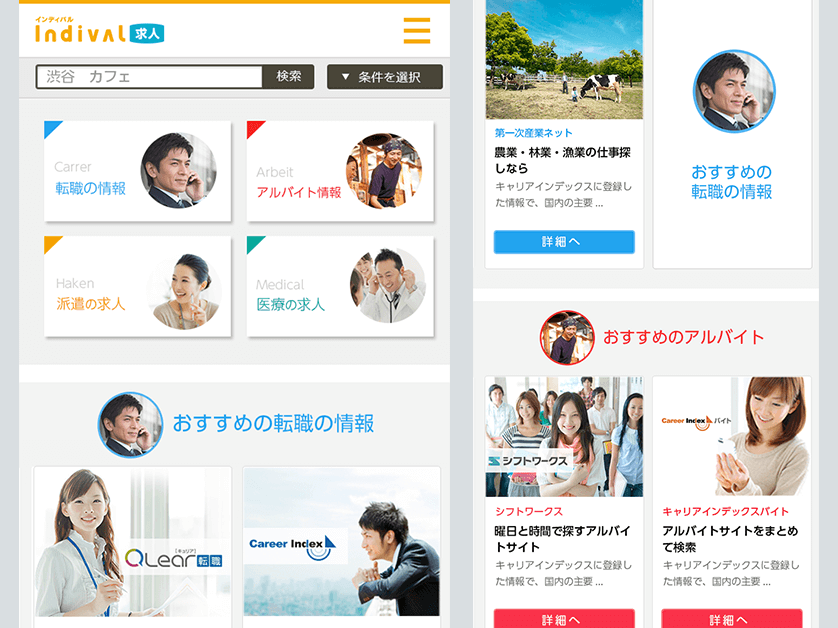 インディバル
Indival 求人
渋谷 カフェ
検索
▼ 条件を選択
Carrer
転職の情報
Arbeit
アルバイト情報
Haken
派遣の求人
Medical
医療の求人
おすすめの転職の情報
QLear [キャリア] 転職
Career Index
第一次産業ネット
農業・林業・漁業の仕事探
しなら
キャリアインデックスに登録し
た情報で、国内の主要 ...
詳細へ
おすすめの
転職の情報
おすすめのアルバイト
シフトワークス
シフトワークス
曜日と時間で探すアルバイ
トサイト
キャリアインデックスに登録し
た情報で、国内の主要 ...
詳細へ
Career Index バイト
キャリアインデックスバイト
アルバイトサイトをまとめ
て検索
キャリアインデックスに登録し
た情報で、国内の主要 ...
詳細へ